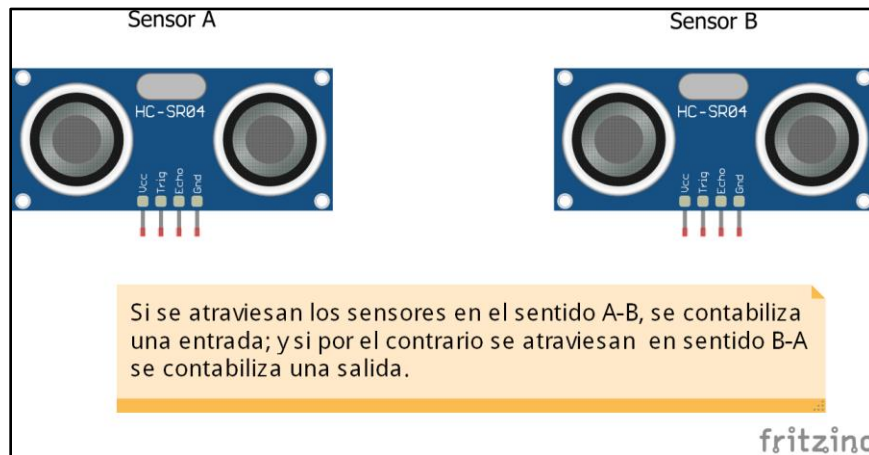 Sensor A
Sensor B
HC-SR04
HC-SR04
Vcc
Trig
Echo
Gnd
Vcc
Trig
Echo
Gnd
Si se atraviesan los sensores en el sentido A-B, se contabiliza
una entrada; y si por el contrario se atraviesan en sentido B-A
se contabiliza una salida.
fritzing